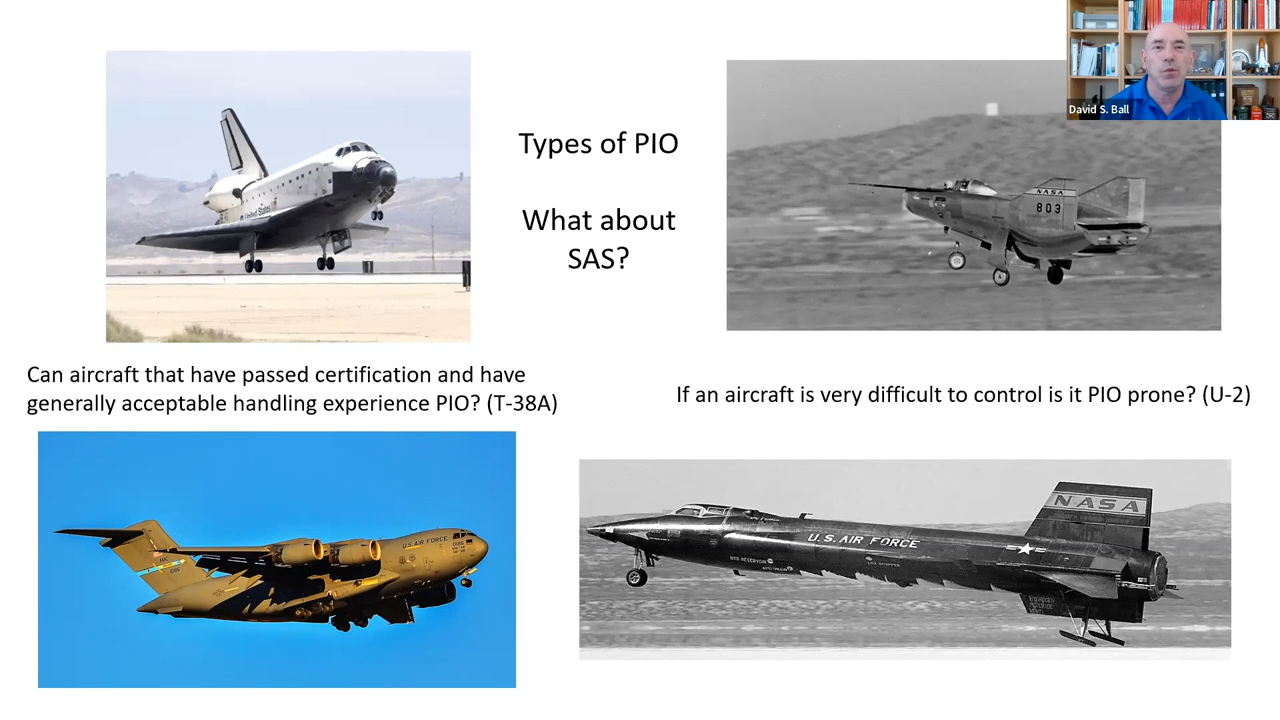 David S. Ball
Types of PIO
What about
SAS?
United States
NASA
803
Can aircraft that have passed certification and have
generally acceptable handling experience PIO? (T-38A)
If an aircraft is very difficult to control is it PIO prone? (U-2)
U.S. AIR FORCE
NASA
U.S. AIR FORCE